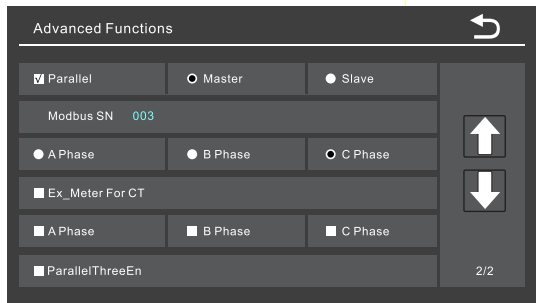 Advanced Functions
Parallel Master Slave
Modbus SN 003
A Phase B Phase C Phase
Ex_Meter For CT
A Phase B Phase C Phase
ParallelThreeEn 2/2